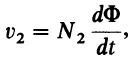 v₂ = N₂ dΦ/dt,